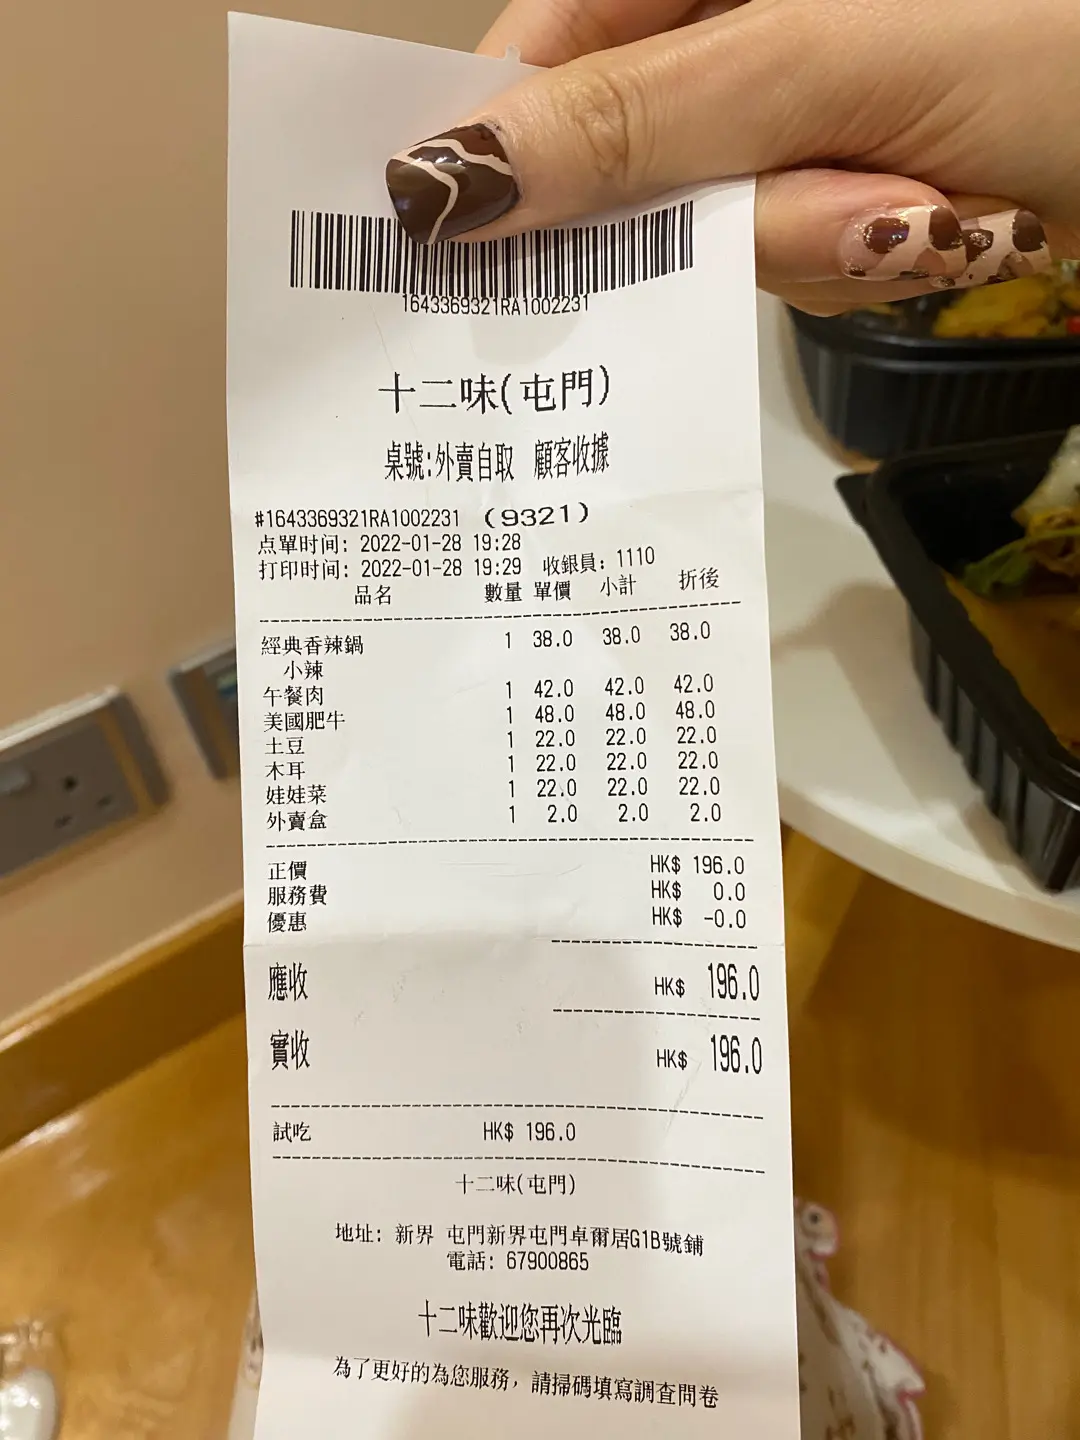 1643369321RA1002231
十二味(屯門)
桌號:外賣自取 顧客收據
#1643369321RA1002231 (9321)
点單时间: 2022-01-28 19:28
打印时间: 2022-01-28 19:29 收銀員: 1110
品名 數量 單價 小計 折後
經典香辣鍋 1 38.0 38.0 38.0
小辣
午餐肉 1 42.0 42.0 42.0
美國肥牛 1 48.0 48.0 48.0
土豆 1 22.0 22.0 22.0
木耳 1 22.0 22.0 22.0
娃娃菜 1 22.0 22.0 22.0
外賣盒 1 2.0 2.0 2.0
正價 HK$ 196.0
服務費 HK$ 0.0
優惠 HK$ -0.0
應收 HK$ 196.0
實收 HK$ 196.0
試吃 HK$ 196.0
十二味(屯門)
地址: 新界 屯門新界屯門卓爾居G1B號鋪
電話: 67900865
十二味歡迎您再次光臨
為了更好的為您服務，請掃碼填寫調查問卷